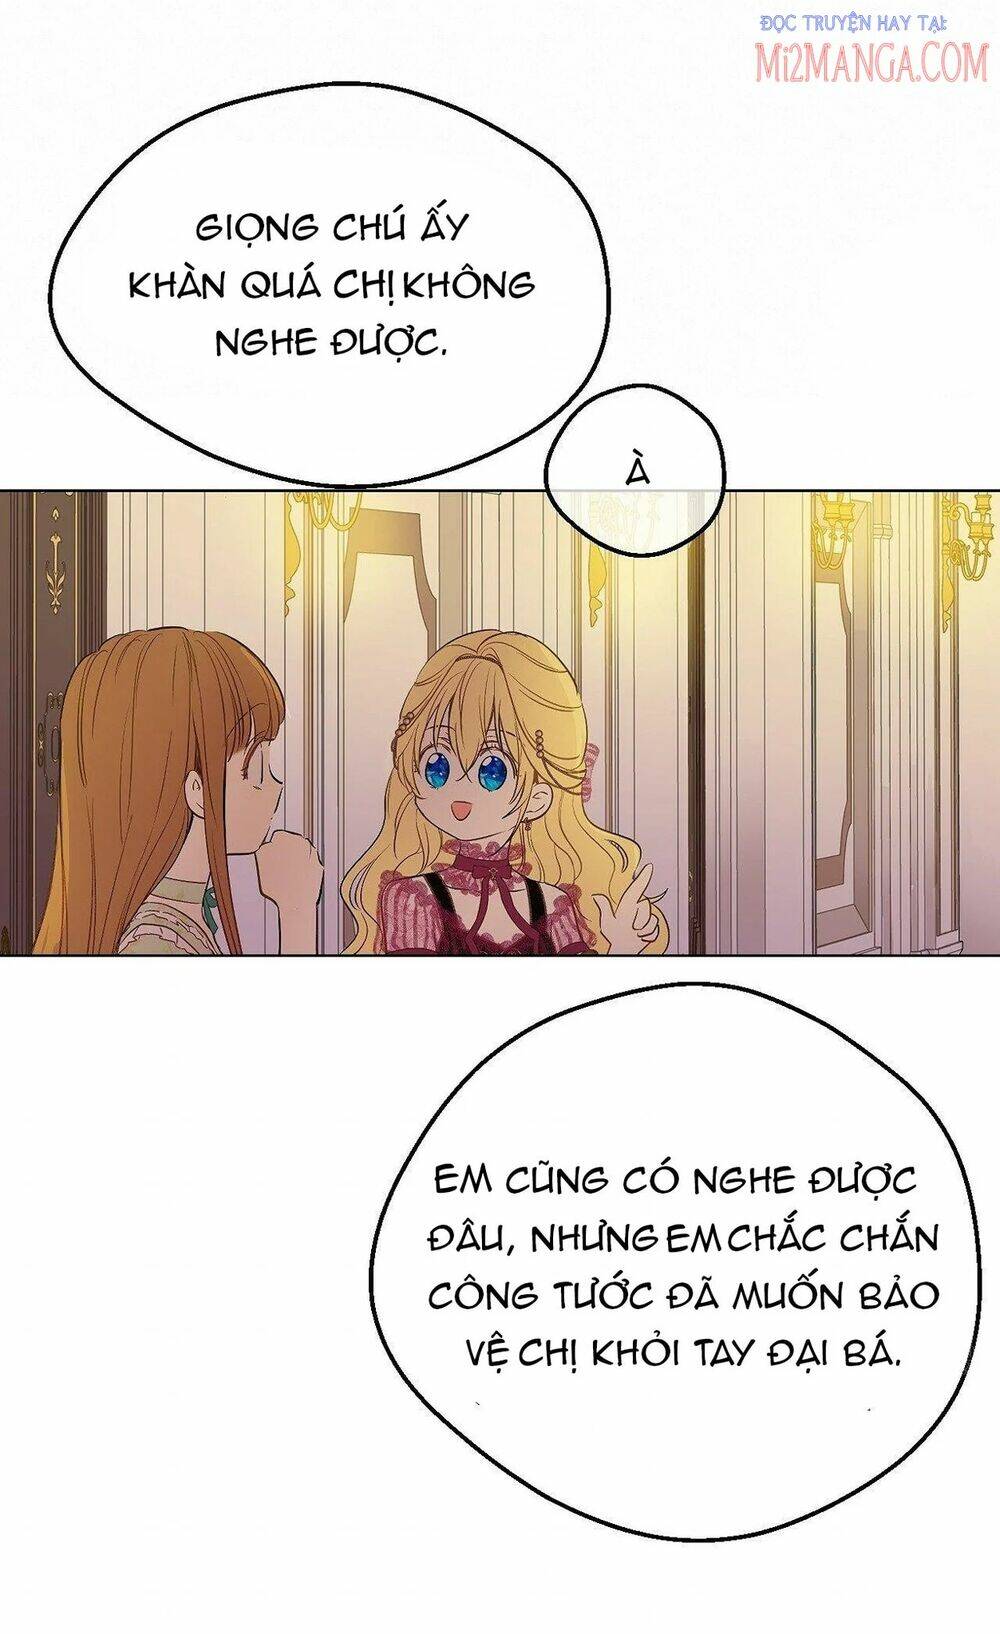 ĐỌC TRUYỆN HAY TẠI:
MI2MANGA.COM
GIỌNG CHÚ ẤY
KHÀN QUÁ CHỊ KHÔNG
NGHE ĐƯỢC.
À
EM CŨNG CÓ NGHE ĐƯỢC
ĐÂU, NHƯNG EM CHẮC CHẮN
CÔNG TƯỚC ĐÃ MUỐN BẢO
VỆ CHỊ KHỎI TAY ĐẠI BÁ.